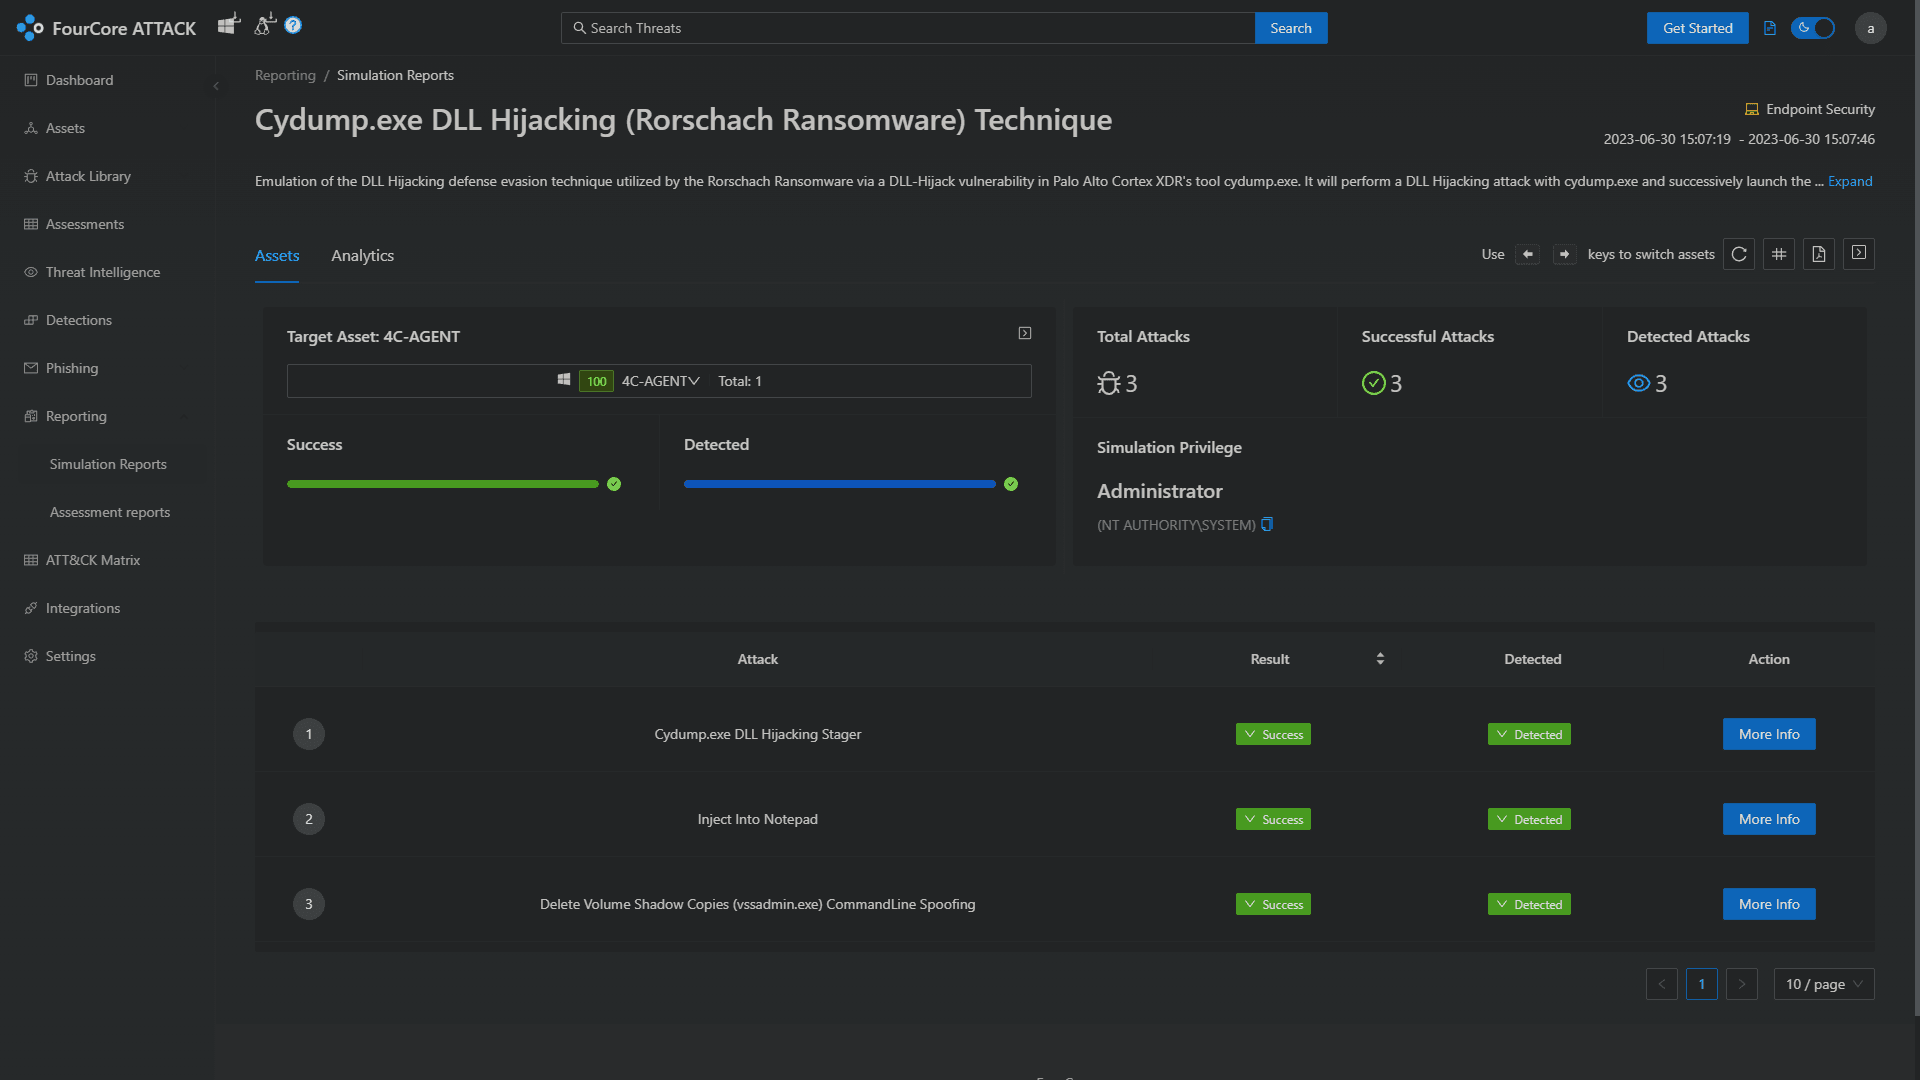 FourCore ATTACK
Search Threats
Search
Get Started
a
Dashboard
Assets
Attack Library
Assessments
Threat Intelligence
Detections
Phishing
Reporting
Simulation Reports
Assessment reports
ATT&CK Matrix
Integrations
Settings
Reporting / Simulation Reports
Cydump.exe DLL Hijacking (Rorschach Ransomware) Technique
Endpoint Security
2023-06-30 15:07:19 - 2023-06-30 15:07:46
Emulation of the DLL Hijacking defense evasion technique utilized by the Rorschach Ransomware via a DLL-Hijack vulnerability in Palo Alto Cortex XDR's tool cydump.exe. It will perform a DLL Hijacking attack with cydump.exe and successively launch the ... Expand
Assets Analytics
Use keys to switch assets
Target Asset: 4C-AGENT
100 4C-AGENT Total: 1
Success
Detected
Total Attacks
3
Successful Attacks
3
Detected Attacks
3
Simulation Privilege
Administrator
(NT AUTHORITY\SYSTEM)
Attack Result Detected Action
1 Cydump.exe DLL Hijacking Stager Success Detected More Info
2 Inject Into Notepad Success Detected More Info
3 Delete Volume Shadow Copies (vssadmin.exe) CommandLine Spoofing Success Detected More Info
< 1 > 10 / page